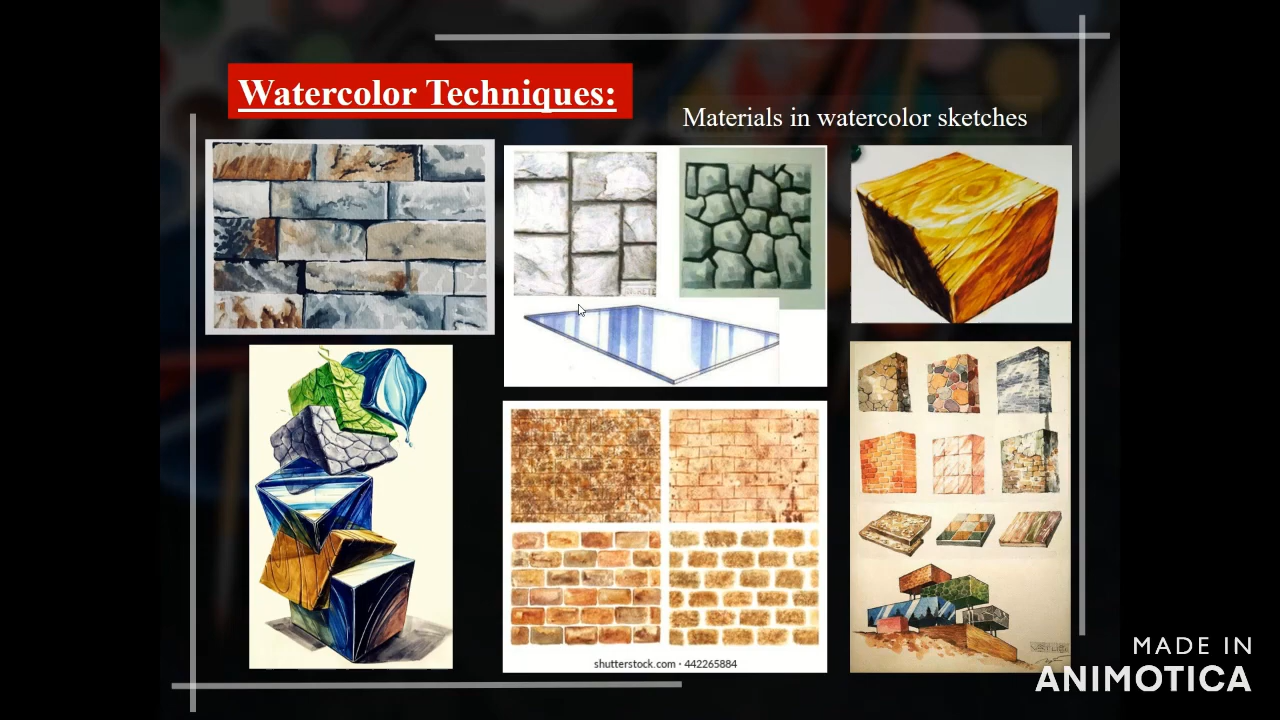 Watercolor Techniques:
Materials in watercolor sketches
shutterstock.com · 442265884
MADE IN
ANIMOTICA